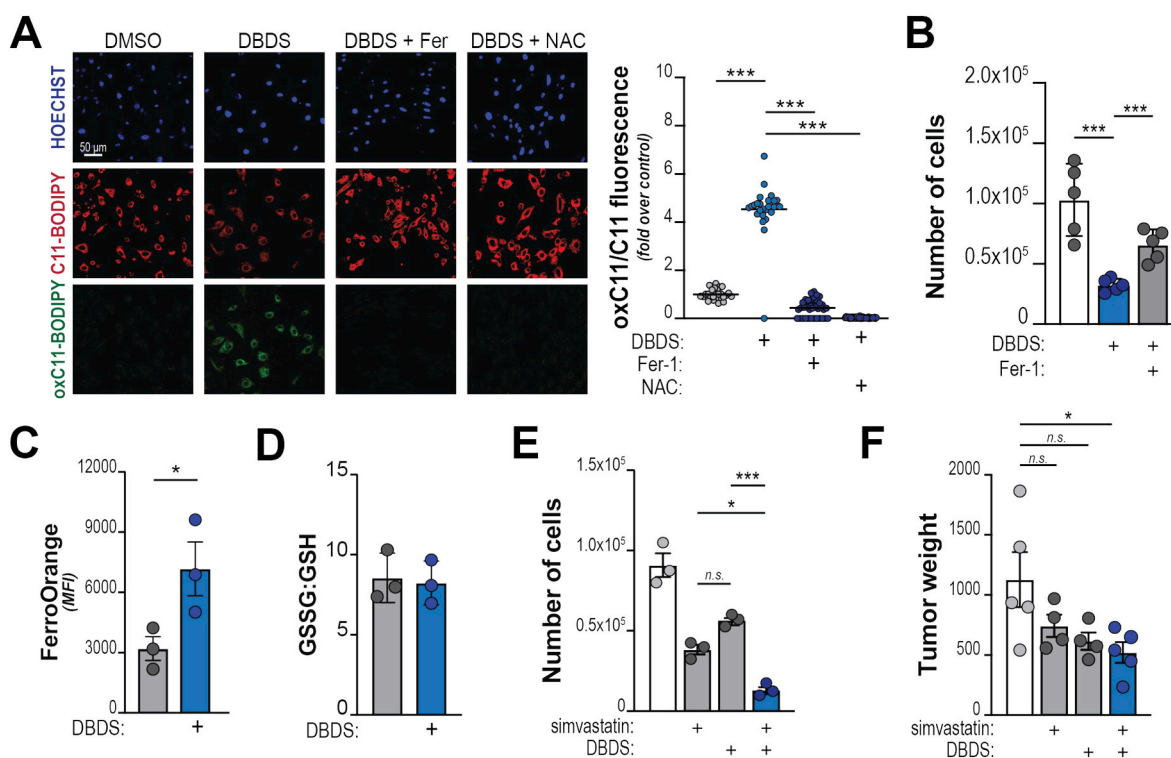 A
DMSO
DBDS
DBDS + Fer
DBDS + NAC
HOECHST
50 µm
C11-BODIPY
oxC11-BODIPY
oxC11/C11 fluorescence
(fold over control)
10
8
6
4
2
0
***
***
***
DBDS: + + +
Fer-1: +
NAC: +
B
Number of cells
2.0x10⁵
1.5x10⁵
1.0x10⁵
0.5x10⁵
0
***
***
DBDS: + +
Fer-1: +
C
FerroOrange
(MFI)
12000
9000
6000
3000
0
*
DBDS: +
D
GSSSG:GSH
15
10
5
0
DBDS: +
E
Number of cells
1.5x10⁵
1.0x10⁵
0.5x10⁵
0
***
*
n.s.
simvastatin: + +
DBDS: + +
F
Tumor weight
2000
1500
1000
500
0
*
n.s.
n.s.
simvastatin: + +
DBDS: + +